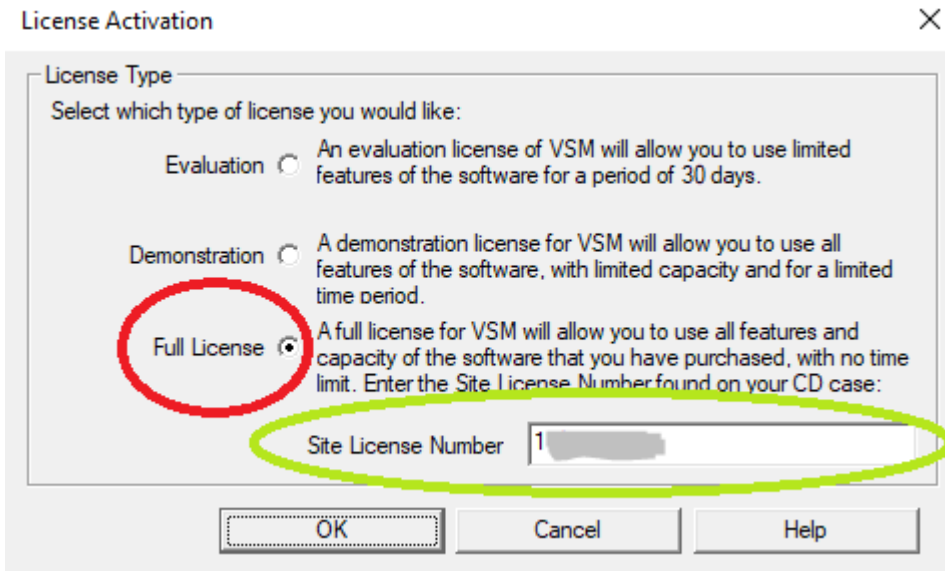 License Activation
License Type
Select which type of license you would like:
Evaluation
An evaluation license of VSM will allow you to use limited
features of the software for a period of 30 days.
Demonstration
A demonstration license for VSM will allow you to use all
features of the software, with limited capacity and for a limited
time period.
Full License
A full license for VSM will allow you to use all features and
capacity of the software that you have purchased, with no time
limit. Enter the Site License Number found on your CD case:
Site License Number 1
OK Cancel Help